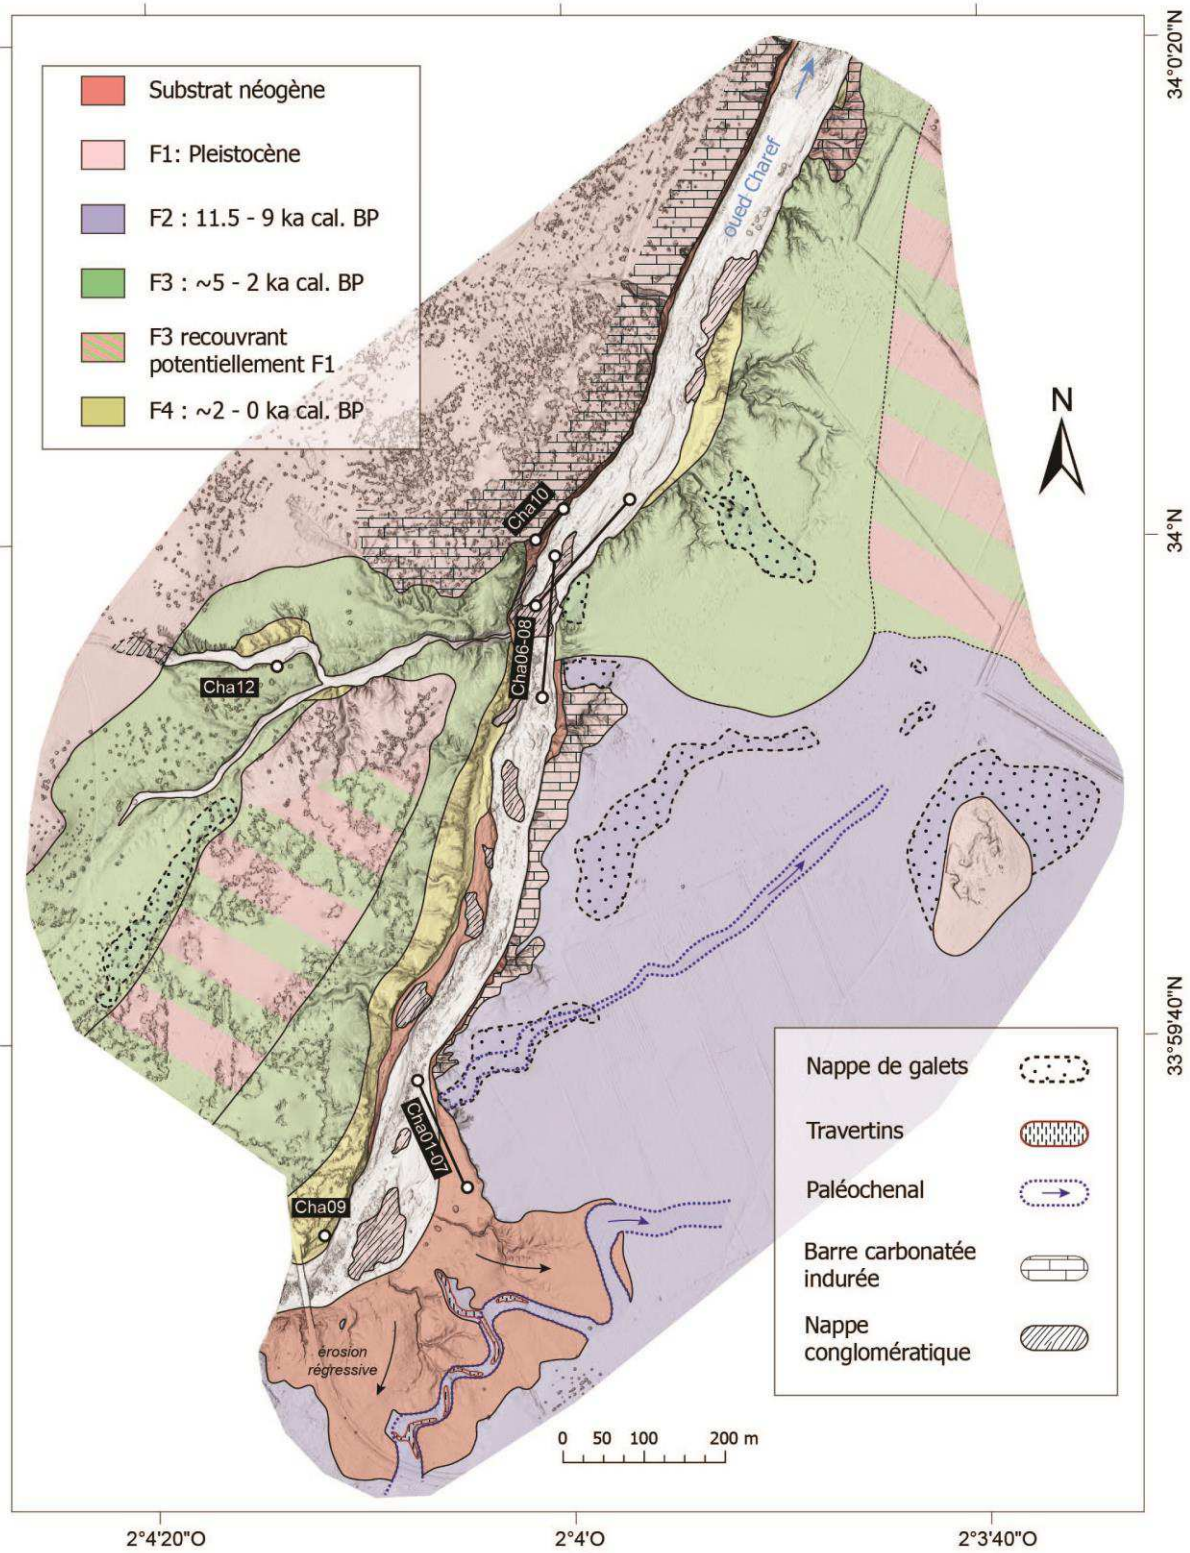 34°0'20"N
Substrat néogène
F1: Pleistocène
F2 : 11.5 - 9 ka cal. BP
F3 : ~5 - 2 ka cal. BP
F3 recouvrant
potentiellement F1
F4 : ~2 - 0 ka cal. BP
oued Charef
N
34°N
Cha10
Cha06-08
Cha12
33°59'40"N
Cha01-07
Cha09
érosion
régressive
Nappe de galets
Travertins
Paléochenal
Barre carbonatée
indurée
Nappe
conglomératique
0 50 100 200 m
2°4'20"O
2°4'O
2°3'40"O